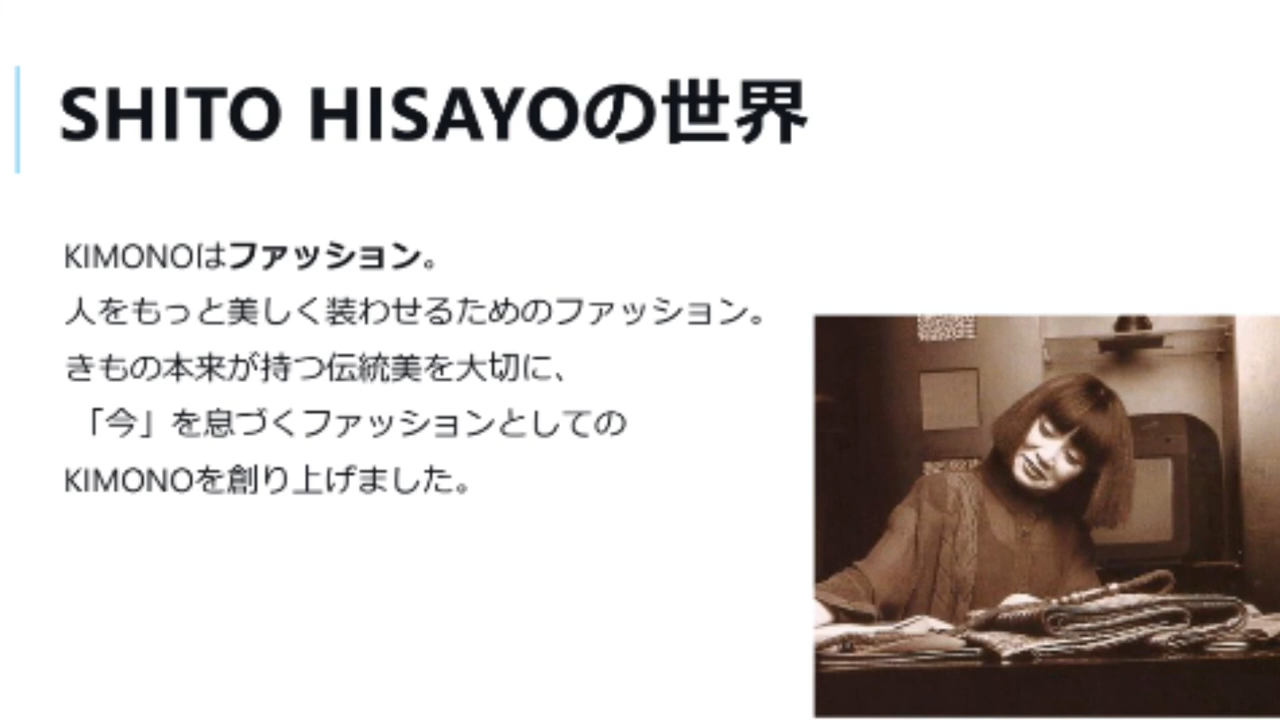 SHITO HISAYOの世界
KIMONOはファッション。
人をもっと美しく装わせるためのファッション。
きもの本来が持つ伝統美を大切に、
「今」を息づくファッションとしての
KIMONOを創り上げました。